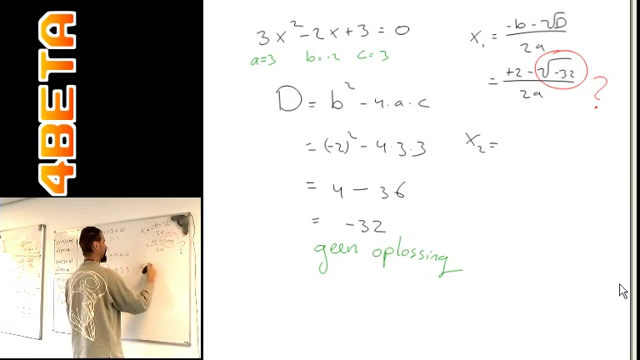 4BETA
3x² - 2x + 3 = 0
a=3 b=-2 c=3
D = b² - 4·a·c
= (-2)² - 4·3·3
= 4 - 36
= -32
geen oplossing
x₁ = (-b - √D) / 2a
= (+2 - √-32) / 2a ?
x₂ =